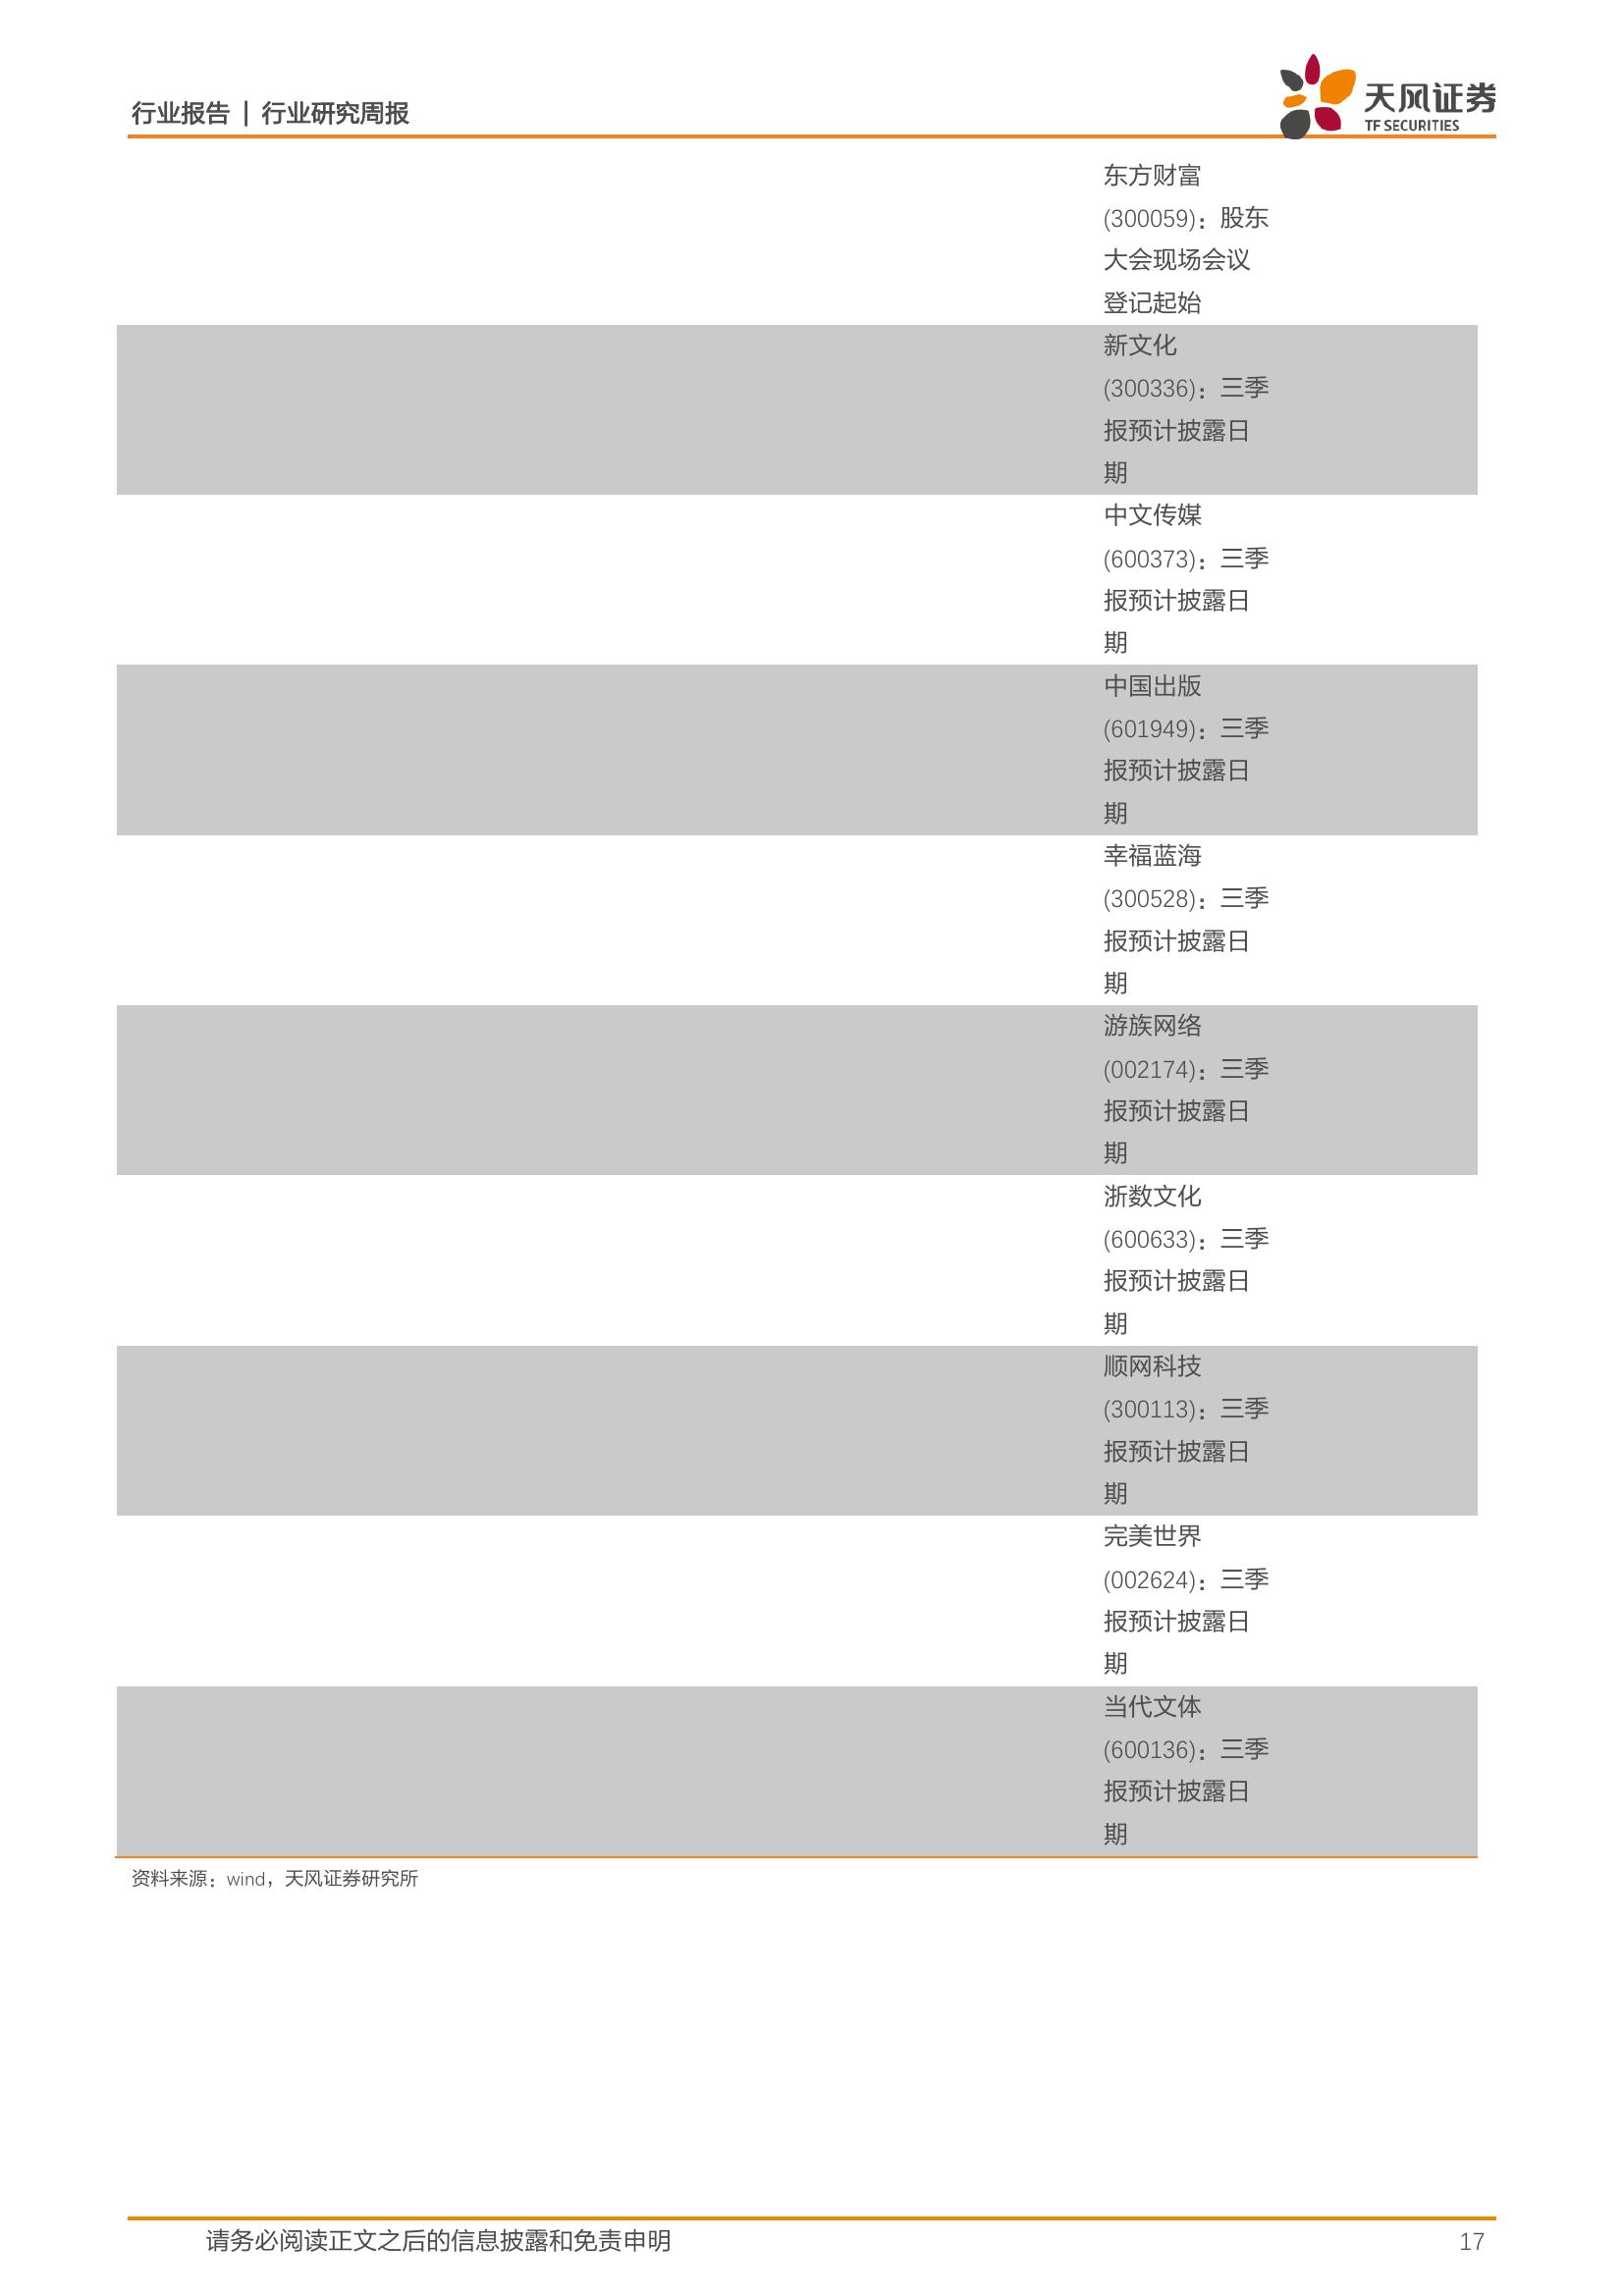 行业报告 | 行业研究周报
天风证券
TF SECURITIES
东方财富
(300059)：股东
大会现场会议
登记起始
新文化
(300336)：三季
报预计披露日
期
中文传媒
(600373)：三季
报预计披露日
期
中国出版
(601949)：三季
报预计披露日
期
幸福蓝海
(300528)：三季
报预计披露日
期
游族网络
(002174)：三季
报预计披露日
期
浙数文化
(600633)：三季
报预计披露日
期
顺网科技
(300113)：三季
报预计披露日
期
完美世界
(002624)：三季
报预计披露日
期
当代文体
(600136)：三季
报预计披露日
期
资料来源：wind，天风证券研究所
请务必阅读正文之后的信息披露和免责申明
17